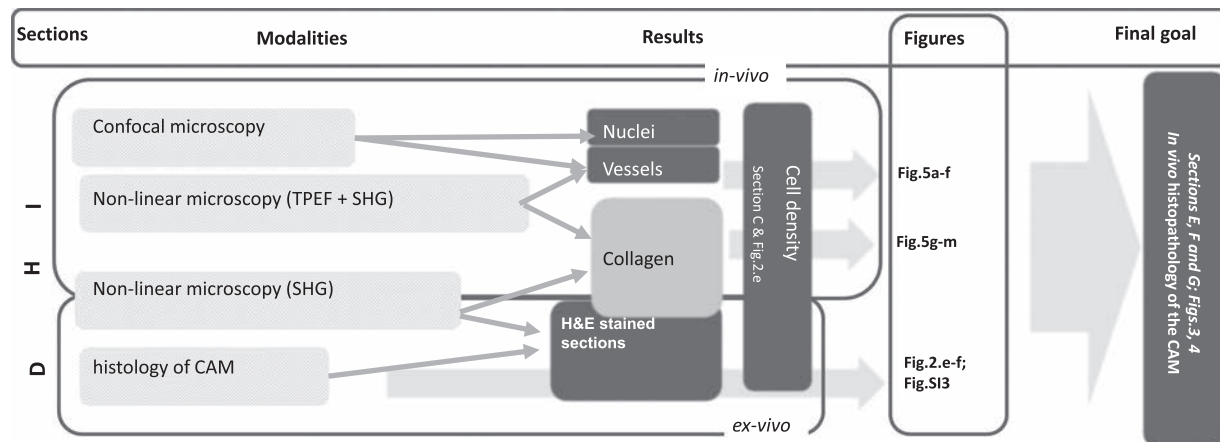 Sections
Modalities
Results
Figures
Final goal
in-vivo
Confocal microscopy
Nuclei
Vessels
Non-linear microscopy (TPEF + SHG)
Collagen
Non-linear microscopy (SHG)
H&E stained
sections
histology of CAM
I
H
D
Cell density
Section C & Fig.2.e
Fig.5a-f
Fig.5g-m
Fig.2.e-f;
Fig.SI3
Sections E, F and G; Figs.3, 4
In vivo histopathology of the CAM
ex-vivo